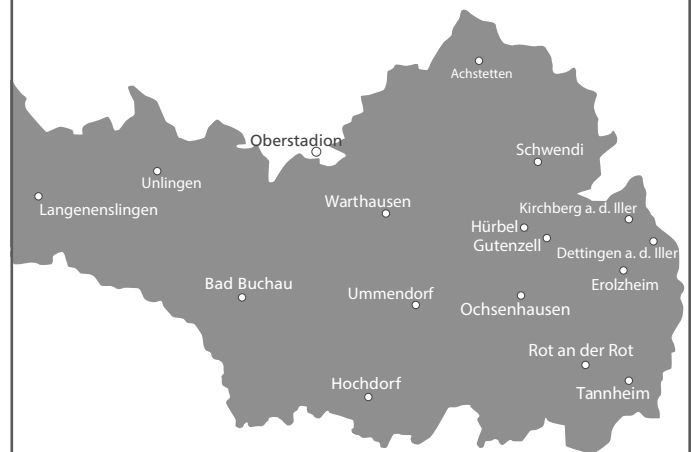 Achstetten
Oberstadion
Schwendi
Unlingen
Langenenslingen
Warthausen
Kirchberg a. d. Iller
Hürbel
Gutenzell
Dettingen a. d. Iller
Bad Buchau
Ummendorf
Erolzheim
Ochsenhausen
Rot an der Rot
Hochdorf
Tannheim